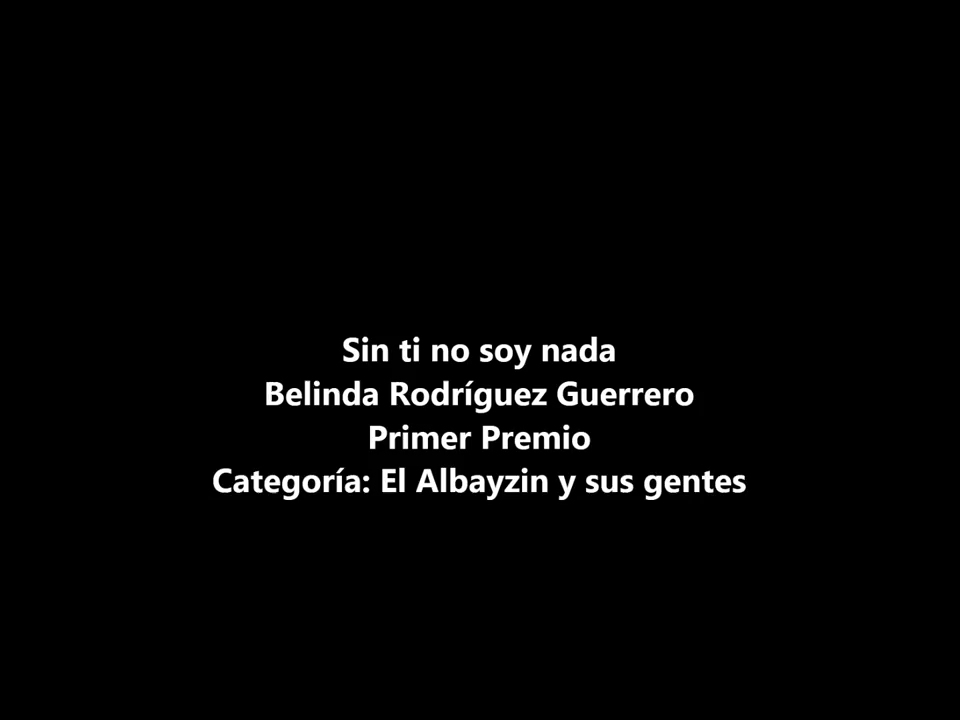 Sin ti no soy nada
Belinda Rodríguez Guerrero
Primer Premio
Categoría: El Albayzin y sus gentes